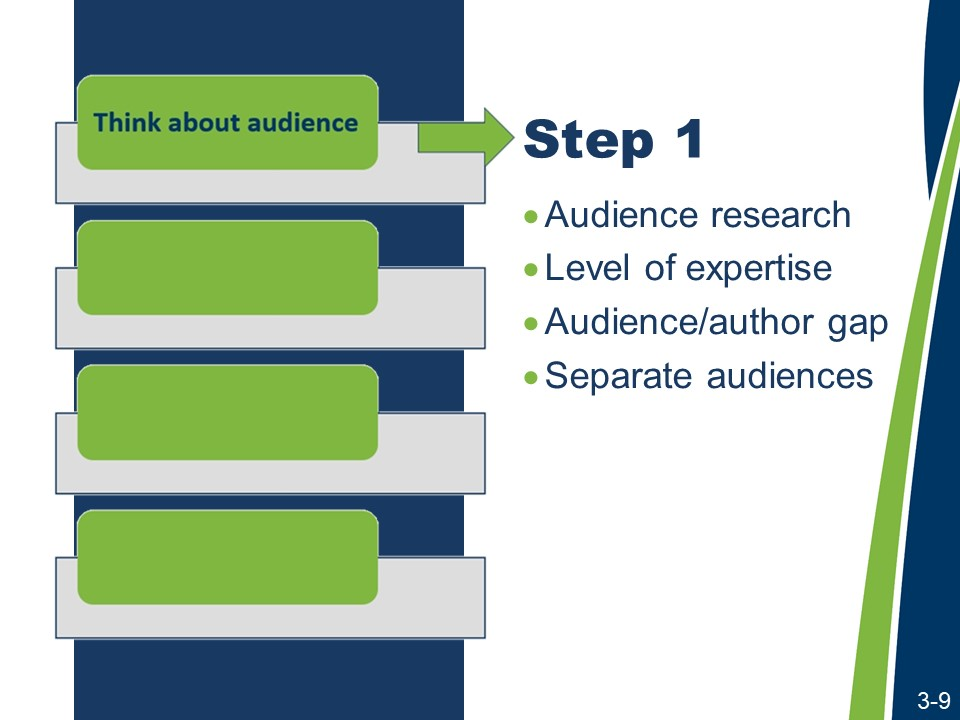 Think about audience
Step 1
Audience research
Level of expertise
Audience/author gap
Separate audiences
3-9